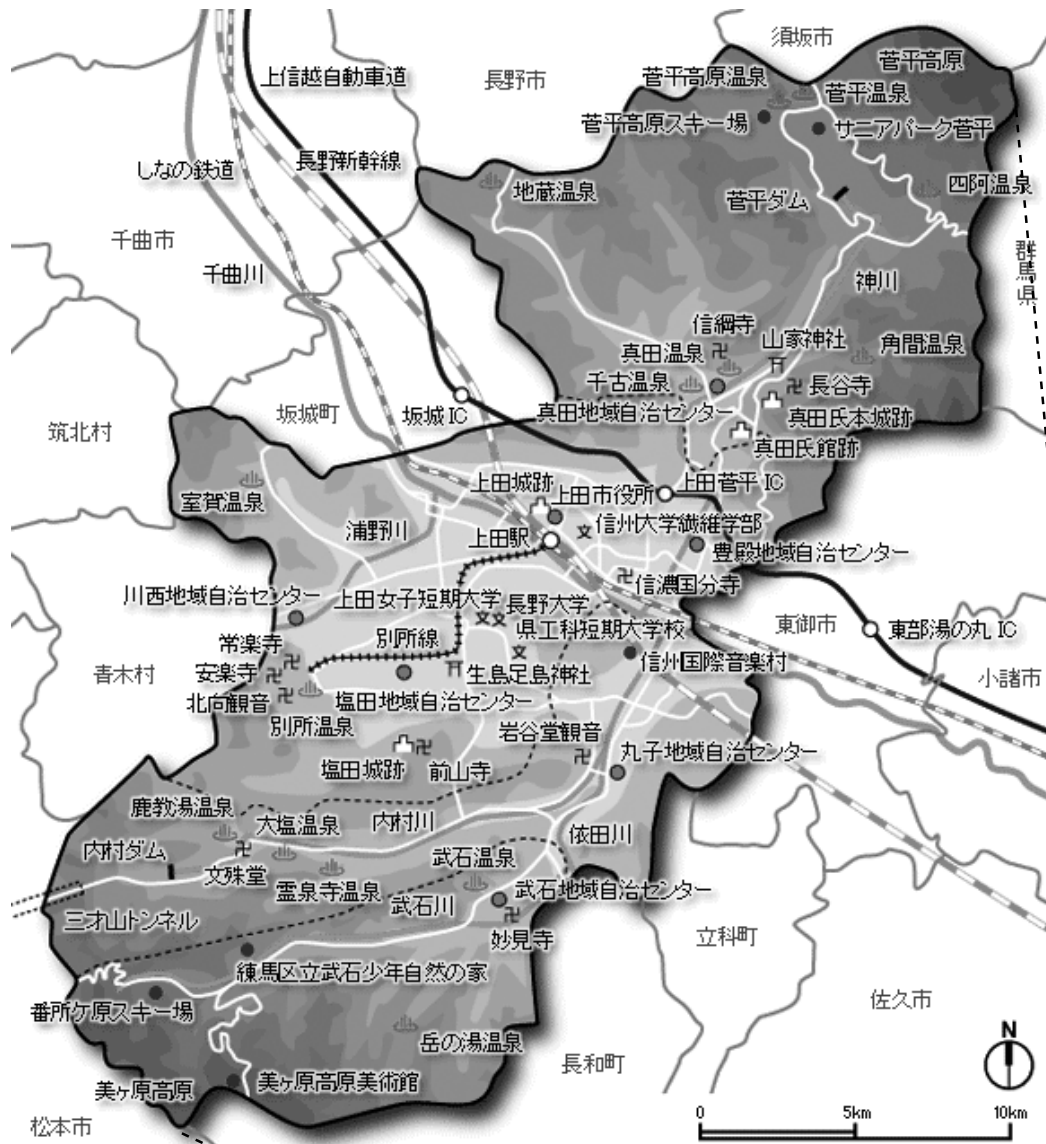 須坂市
菅平高原
上信越自動車道
長野市
菅平高原温泉
菅平温泉
菅平高原スキー場
サニアパーク菅平
長野新幹線
しなの鉄道
地蔵温泉
菅平ダム
四阿温泉
千曲市
群馬県
千曲川
神川
信綱寺
山家神社
真田温泉
角間温泉
千古温泉
長谷寺
坂城町
坂城IC
真田地域自治センター
真田氏本城跡
筑北村
真田氏館跡
室賀温泉
上田城跡
上田市役所
上田菅平IC
浦野川
上田駅
信州大学繊維学部
豊殿地域自治センター
信濃国分寺
川西地域自治センター
上田女子短期大学
長野大学
東御市
東部湯の丸IC
別所線
県工科短期大学校
常楽寺
信州国際音楽村
青木村
安楽寺
生島足島神社
小諸市
北向観音
塩田地域自治センター
別所温泉
岩谷堂観音
丸子地域自治センター
塩田城跡
前山寺
鹿教湯温泉
大塩温泉
内村川
依田川
内村ダム
文殊堂
武石温泉
霊泉寺温泉
武石川
武石地域自治センター
三才山トンネル
妙見寺
立科町
練馬区立武石少年自然の家
番所ケ原スキー場
佐久市
岳の湯温泉
長和町
N
美ヶ原高原
美ヶ原高原美術館
松本市
0 5km 10km